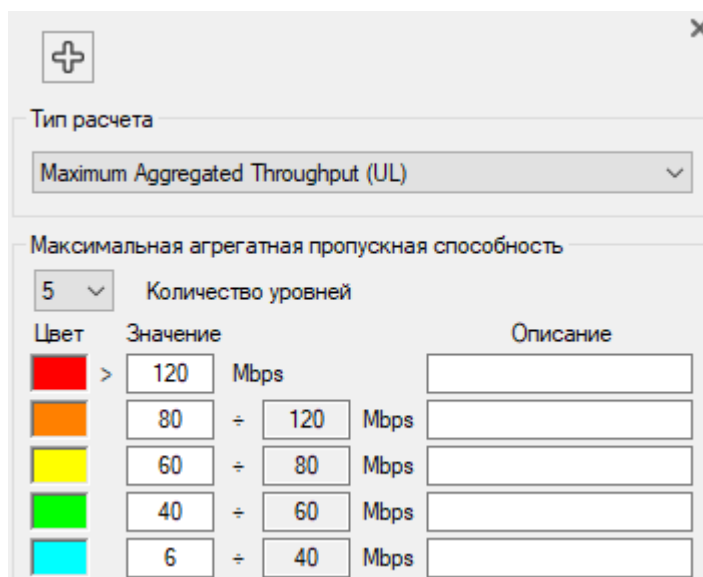 Тип расчета
Maximum Aggregated Throughput (UL)
Максимальная агрегатная пропускная способность
5 Количество уровней
Цвет Значение Описание
> 120 Mbps
80 ÷ 120 Mbps
60 ÷ 80 Mbps
40 ÷ 60 Mbps
6 ÷ 40 Mbps